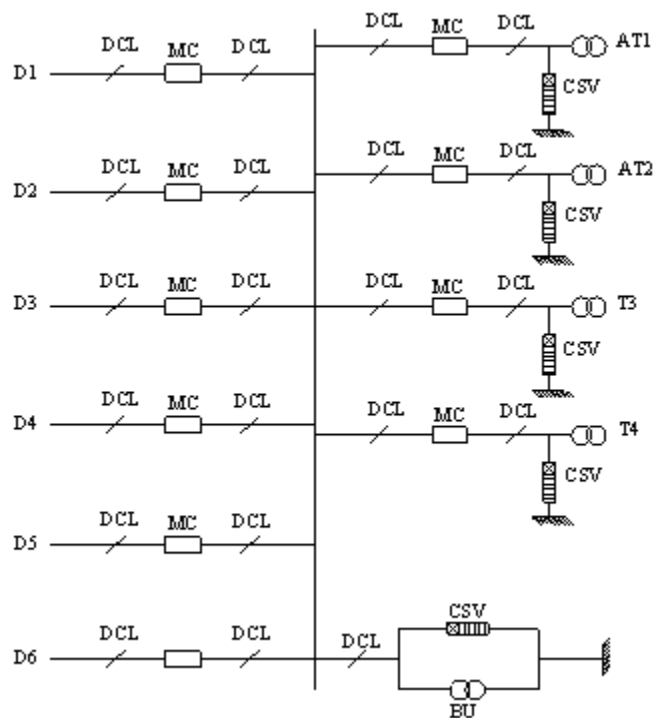 DCL MC DCL AT1
DCL MC DCL
D1 CSV
DCL MC DCL AT2
DCL MC DCL
D2 CSV
DCL MC DCL DCL MC DCL
D3 T3
CSV
DCL MC DCL DCL MC DCL T4
D4
CSV
DCL MC DCL
D5
CSV
DCL DCL DCL
D6
BU